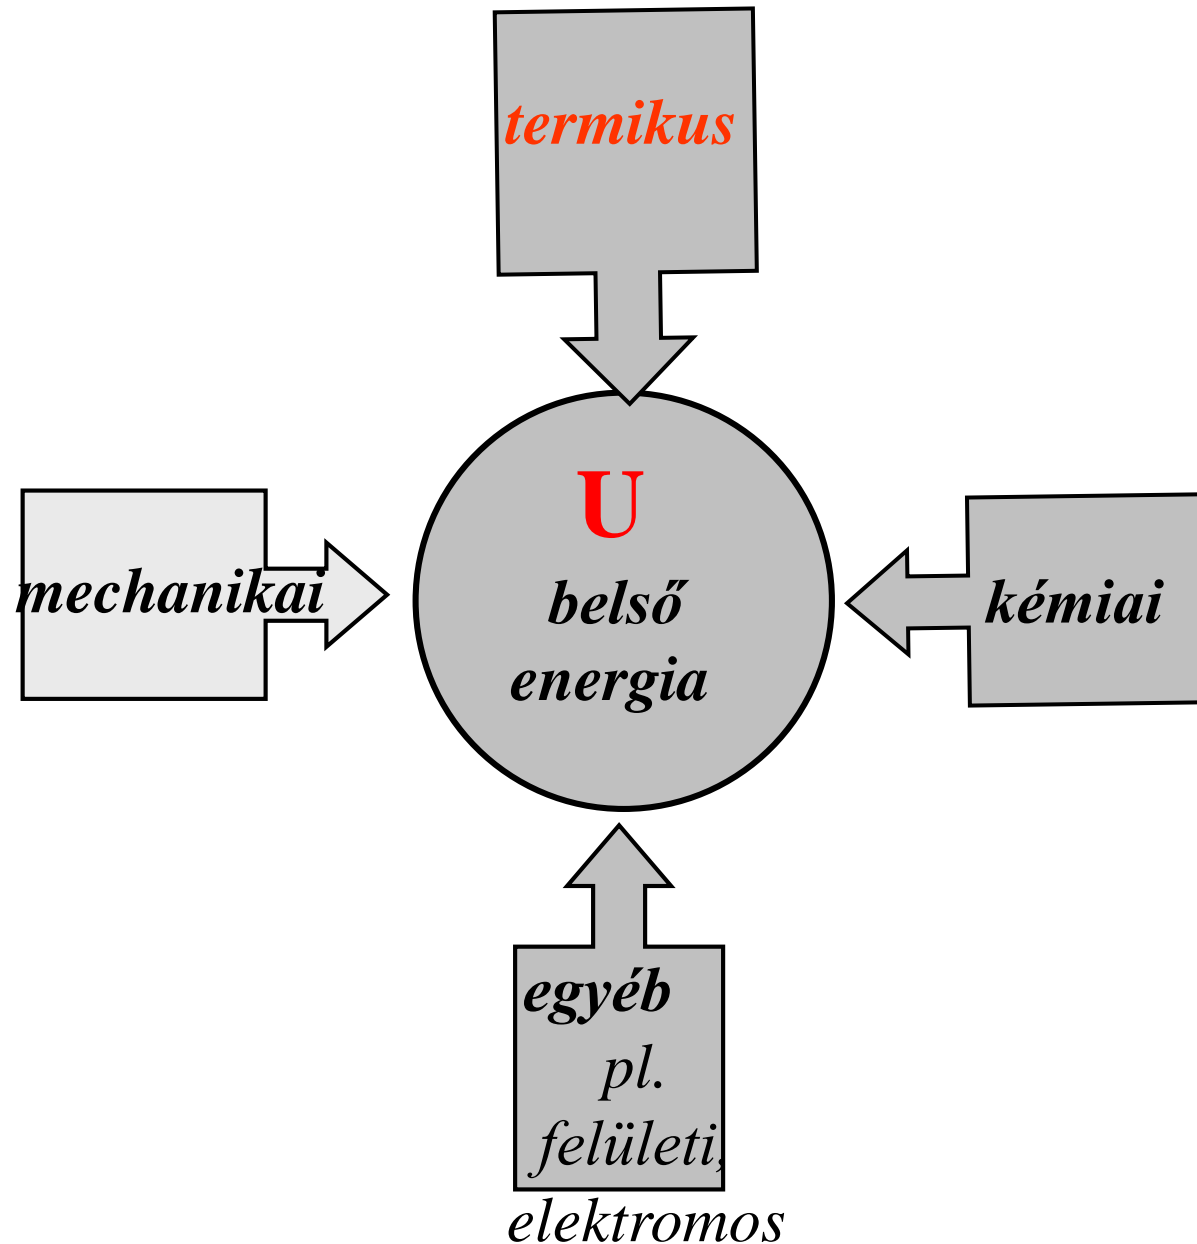 termikus
U
belső
energia
mechanikai
kémiai
egyéb
pl.
felületi,
elektromos